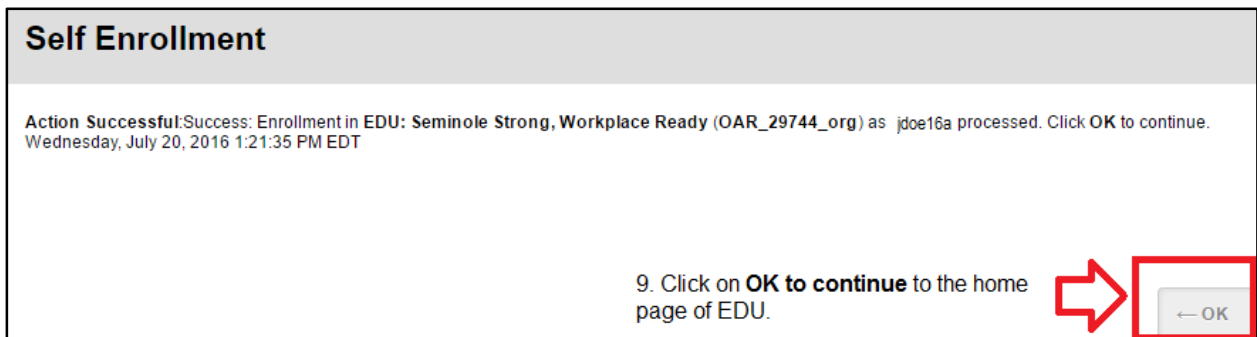 Self Enrollment
Action Successful:Success: Enrollment in EDU: Seminole Strong, Workplace Ready (OAR_29744_org) as jdoe16a processed. Click OK to continue.
Wednesday, July 20, 2016 1:21:35 PM EDT
9. Click on OK to continue to the home
page of EDU.
← OK